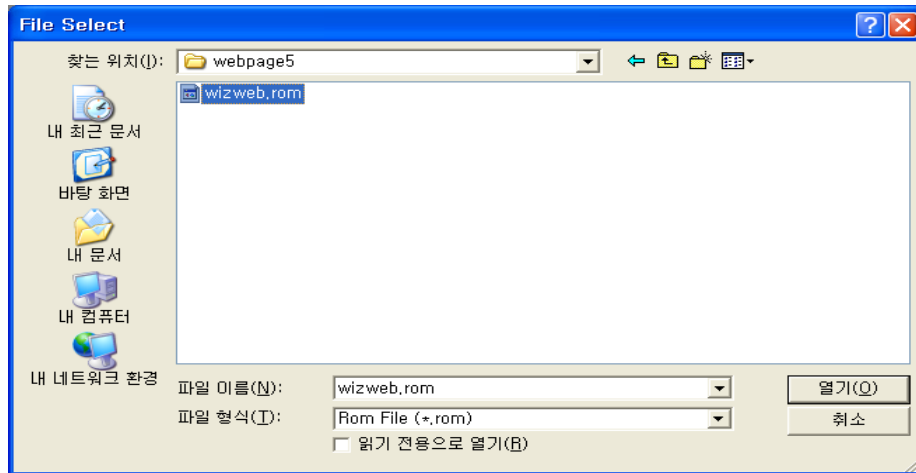 File Select
찾는 위치(I):
webpage5
wizweb.rom
내 최근 문서
바탕 화면
내 문서
내 컴퓨터
내 네트워크 환경
파일 이름(N):
wizweb.rom
열기(O)
파일 형식(T):
Rom File (*.rom)
취소
읽기 전용으로 열기(R)